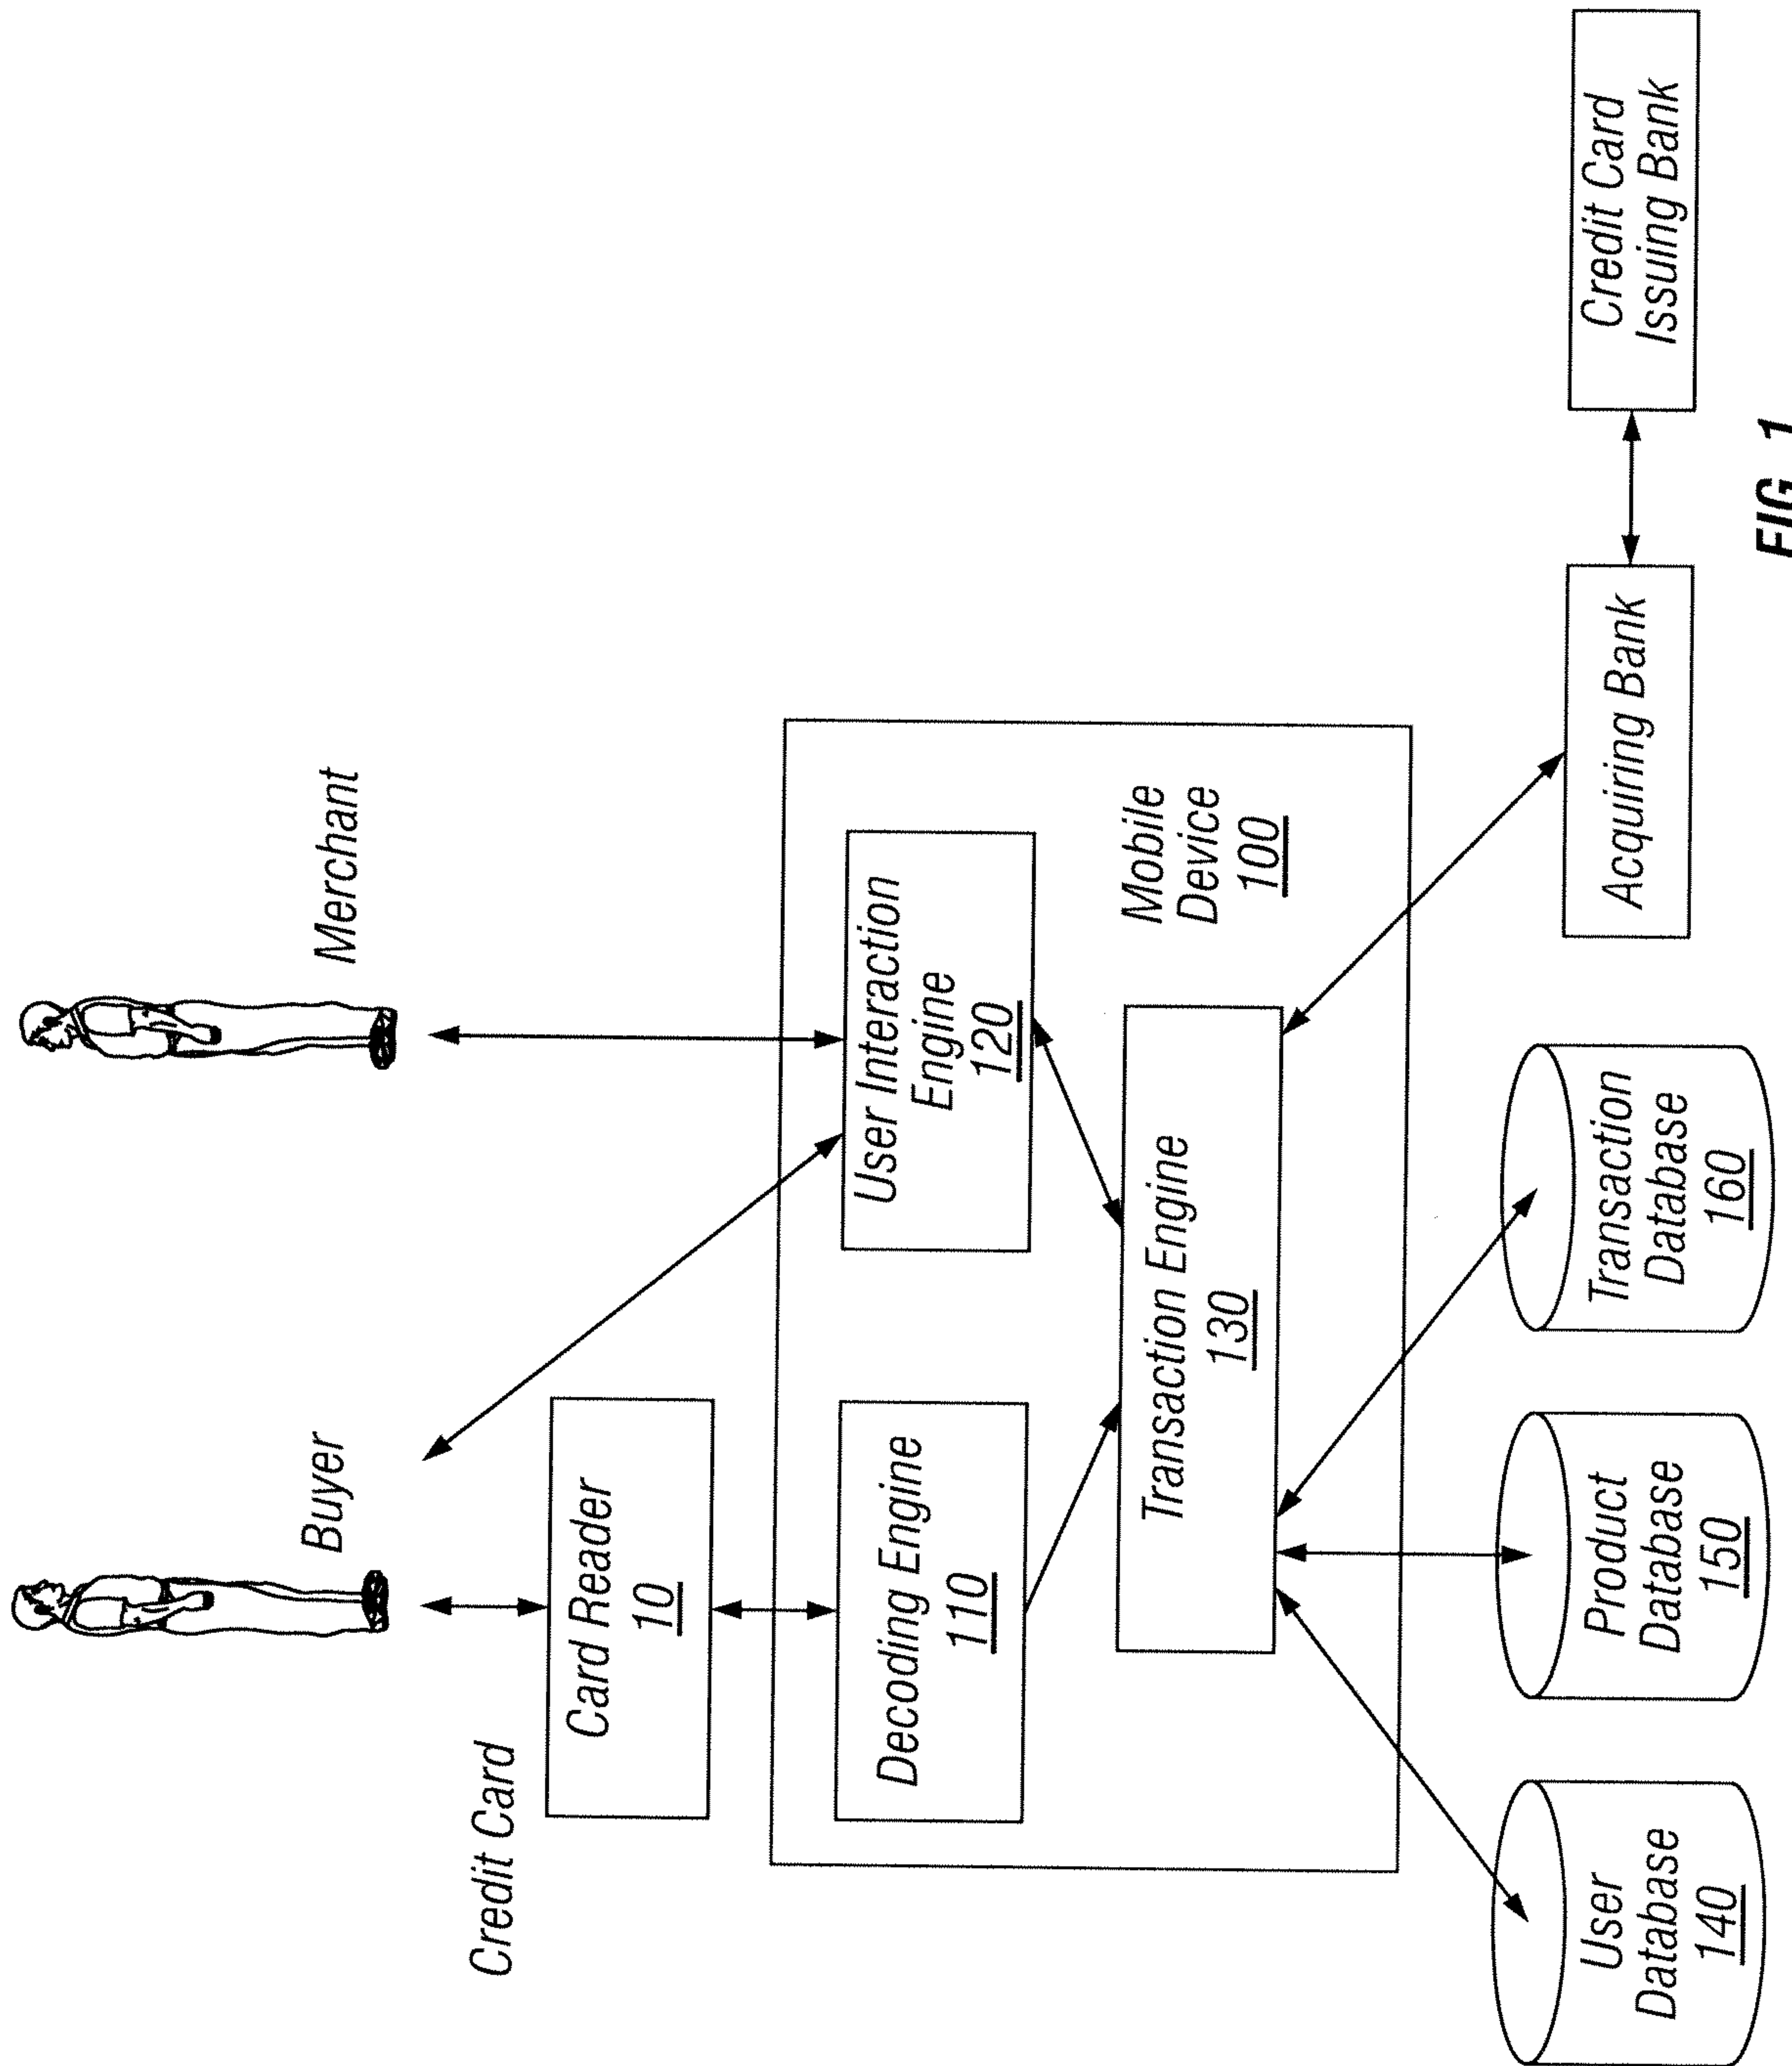 Buyer
Merchant
Credit Card
Card Reader
10
Decoding Engine
110
User Interaction
Engine
120
Mobile
Device
100
Transaction Engine
130
User
Database
140
Product
Database
150
Transaction
Database
160
Acquiring Bank
Credit Card
Issuing Bank
FIG. 1